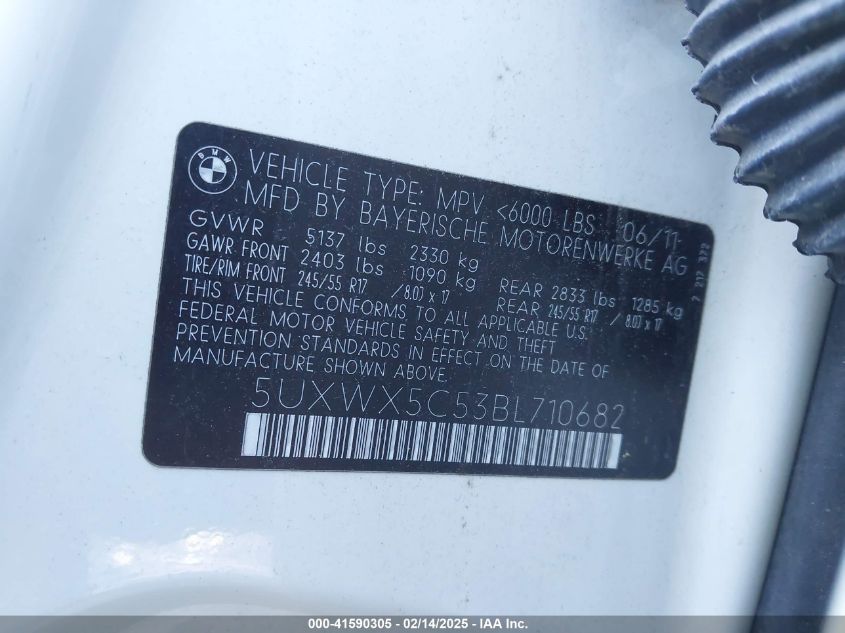 BMW
VEHICLE TYPE: MPV <6000 LBS 06/11
MFD BY BAYERISCHE MOTORENWERKE AG
GVWR 5137 lbs 2330 kg
GAWR FRONT 2403 lbs 1090 kg REAR 2833 lbs 1285 kg
TIRE/RIM FRONT 245/55 R17 /8.0J x 17 REAR 245/55 R17 /8.0J x 17
THIS VEHICLE CONFORMS TO ALL APPLICABLE U.S.
FEDERAL MOTOR VEHICLE SAFETY AND THEFT
PREVENTION STANDARDS IN EFFECT ON THE DATE OF
MANUFACTURE SHOWN ABOVE.
5UXWX5C53BL710682
7 217 372
000-41590305 - 02/14/2025 - IAA Inc.